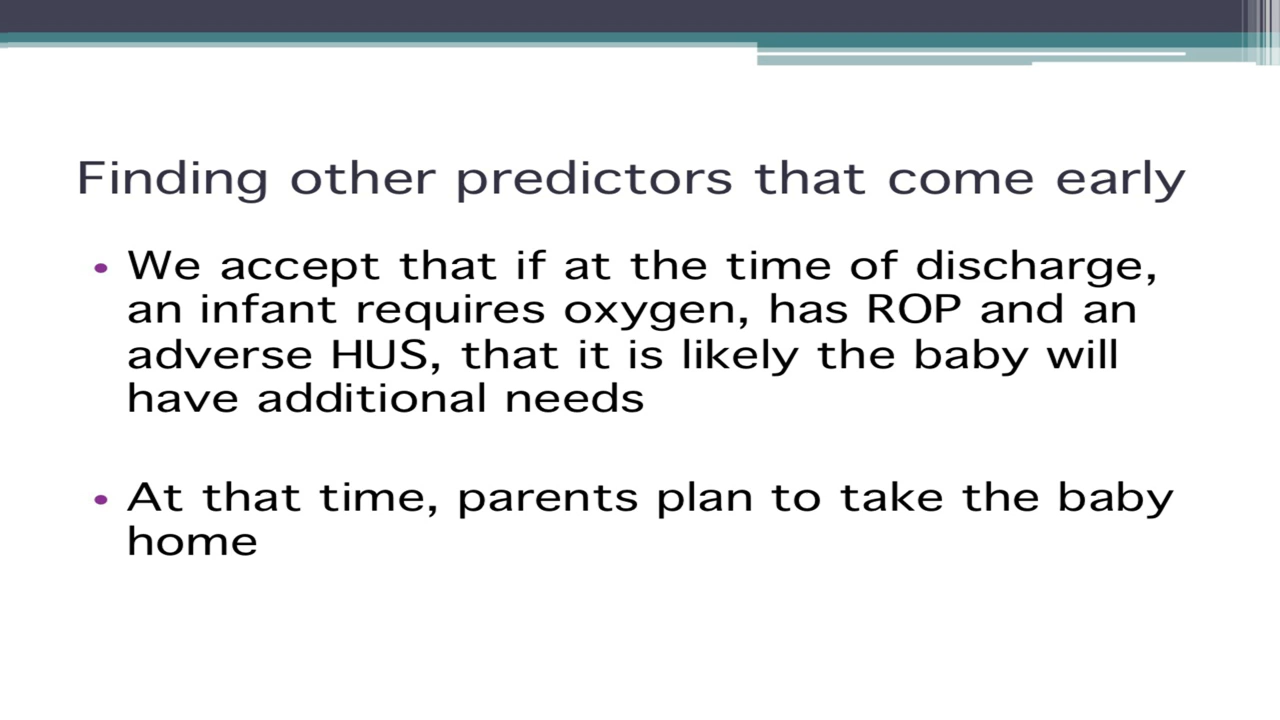 Finding other predictors that come early
• We accept that if at the time of discharge,
an infant requires oxygen, has ROP and an
adverse HUS, that it is likely the baby will
have additional needs
• At that time, parents plan to take the baby
home